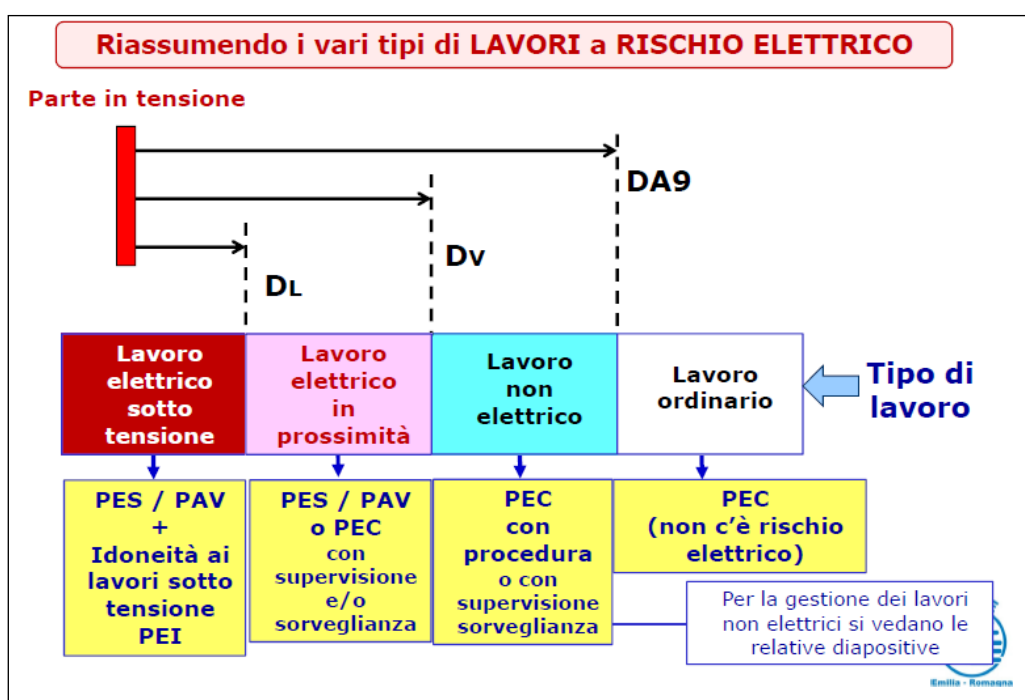 Riassumendo i vari tipi di LAVORI a RISCHIO ELETTRICO
Parte in tensione
DA9
DV
DL
Lavoro
elettrico
sotto
tensione
Lavoro
elettrico
in
prossimità
Lavoro
non
elettrico
Lavoro
ordinario
Tipo di
lavoro
PES / PAV
+
Idoneità ai
lavori sotto
tensione
PEI
PES / PAV
o PEC
con
supervisione
e/o
sorveglianza
PEC
con
procedura
o con
supervisione
sorveglianza
PEC
(non c'è rischio
elettrico)
Per la gestione dei lavori
non elettrici si vedano le
relative diapositive
Emilia - Romagna